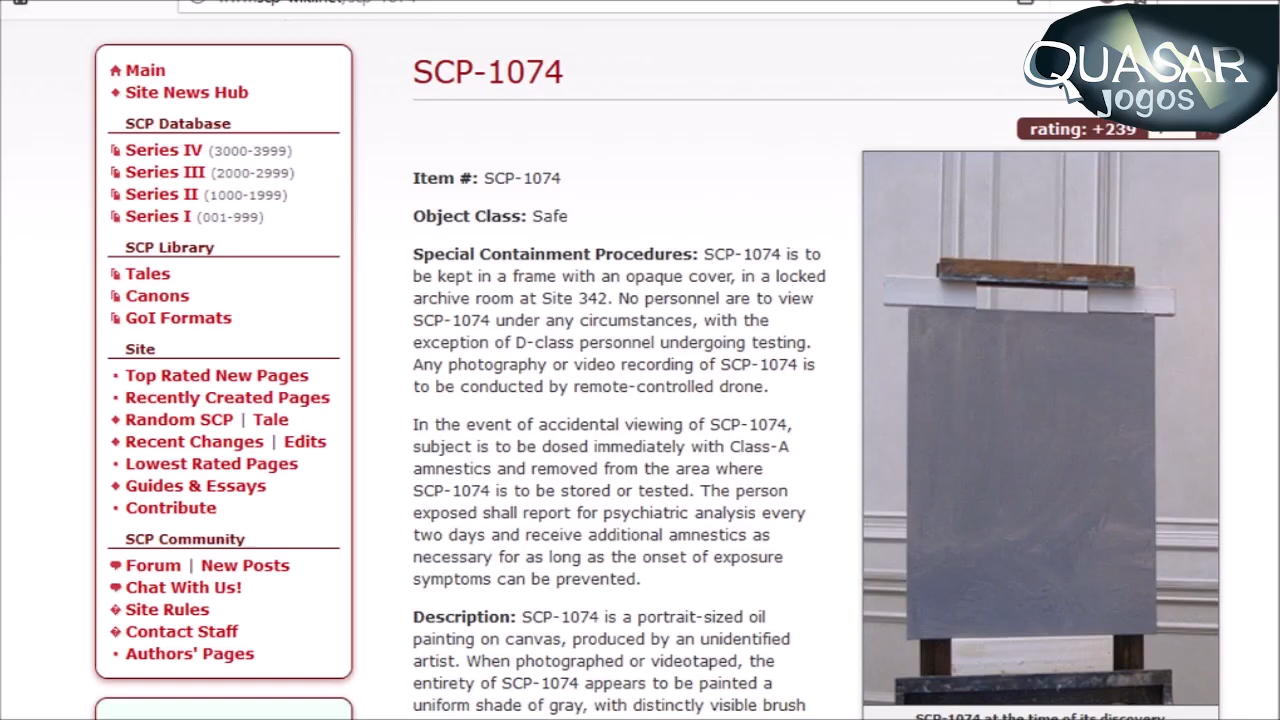 SCP-1074
QUASAR
jogos
rating: +239
Main
Site News Hub
SCP Database
Series IV (3000-3999)
Series III (2000-2999)
Series II (1000-1999)
Series I (001-999)
SCP Library
Tales
Canons
GoI Formats
Site
Top Rated New Pages
Recently Created Pages
Random SCP | Tale
Recent Changes | Edits
Lowest Rated Pages
Guides & Essays
Contribute
SCP Community
Forum | New Posts
Chat With Us!
Site Rules
Contact Staff
Authors' Pages
Item #: SCP-1074
Object Class: Safe
Special Containment Procedures: SCP-1074 is to
be kept in a frame with an opaque cover, in a locked
archive room at Site 342. No personnel are to view
SCP-1074 under any circumstances, with the
exception of D-class personnel undergoing testing.
Any photography or video recording of SCP-1074 is
to be conducted by remote-controlled drone.
In the event of accidental viewing of SCP-1074,
subject is to be dosed immediately with Class-A
amnestics and removed from the area where
SCP-1074 is to be stored or tested. The person
exposed shall report for psychiatric analysis every
two days and receive additional amnestics as
necessary for as long as the onset of exposure
symptoms can be prevented.
Description: SCP-1074 is a portrait-sized oil
painting on canvas, produced by an unidentified
artist. When photographed or videotaped, the
entirety of SCP-1074 appears to be painted a
uniform shade of gray, with distinctly visible brush
SCP-1074 at the time of its discovery